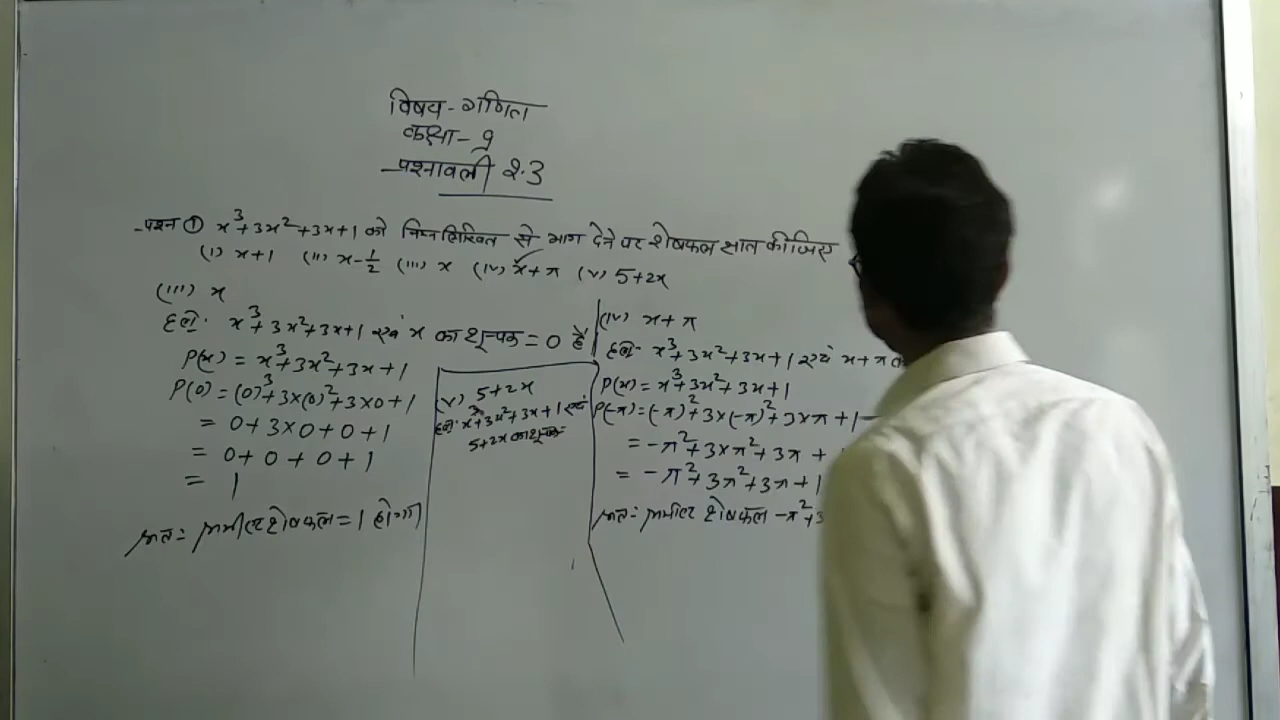 विषय - गणित
कक्षा - 9
प्रश्नावली 2.3
प्रश्न ① x³+3x²+3x+1 को निम्नलिखित से भाग देने पर शेषफल ज्ञात कीजिए
(i) x+1 (ii) x-1/2 (iii) x (iv) x+π (v) 5+2x
(iii) x
हल:- x³+3x²+3x+1 एवं x का शून्यक = 0 है
P(x) = x³+3x²+3x+1
P(0) = (0)³+3×(0)²+3×0+1
= 0+3×0+0+1
= 0+0+0+1
= 1
अतः अभीष्ट शेषफल = 1 होगा
(v) 5+2x
हल:- x³+3x²+3x+1 एवं
5+2x का शून्यक=
(iv) x+π
हल:- x³+3x²+3x+1 एवं x+π
P(x) = x³+3x²+3x+1
P(-π) = (-π)²+3×(-π)²+3×π+1
= -π²+3×π²+3π+
= -π²+3π²+3π+1
अतः अभीष्ट शेषफल -π²+3